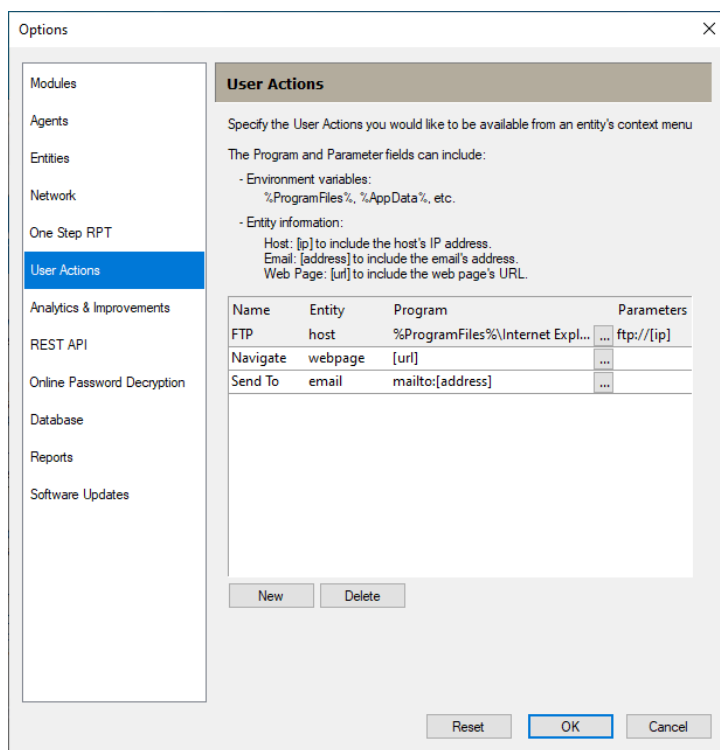 Options
Modules
Agents
Entities
Network
One Step RPT
User Actions
Analytics & Improvements
REST API
Online Password Decryption
Database
Reports
Software Updates
User Actions
Specify the User Actions you would like to be available from an entity's context menu
The Program and Parameter fields can include:
- Environment variables:
%ProgramFiles%, %AppData%, etc.
- Entity information:
Host: [ip] to include the host's IP address.
Email: [address] to include the email's address.
Web Page: [url] to include the web page's URL.
Name Entity Program Parameters
FTP host %ProgramFiles%\Internet Expl... ... ftp://[ip]
Navigate webpage [url] ...
Send To email mailto:[address] ...
New Delete
Reset OK Cancel